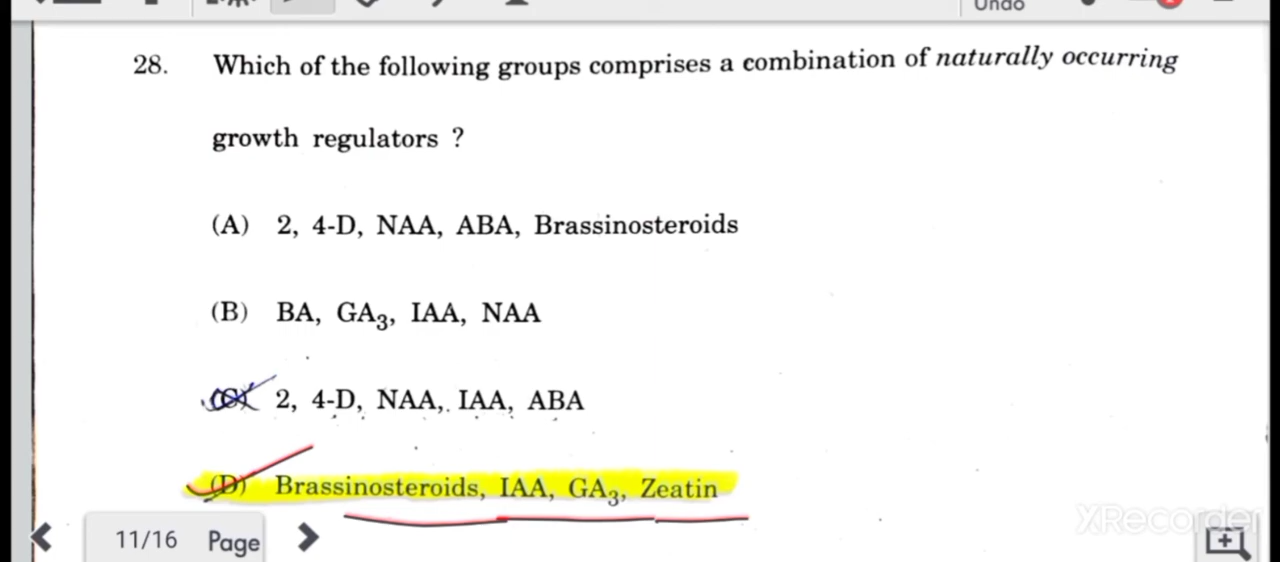 Undo
28. Which of the following groups comprises a combination of naturally occurring
growth regulators ?
(A) 2, 4-D, NAA, ABA, Brassinosteroids
(B) BA, GA₃, IAA, NAA
(C) 2, 4-D, NAA, IAA, ABA
(D) Brassinosteroids, IAA, GA₃, Zeatin
11/16 Page
XRecorder